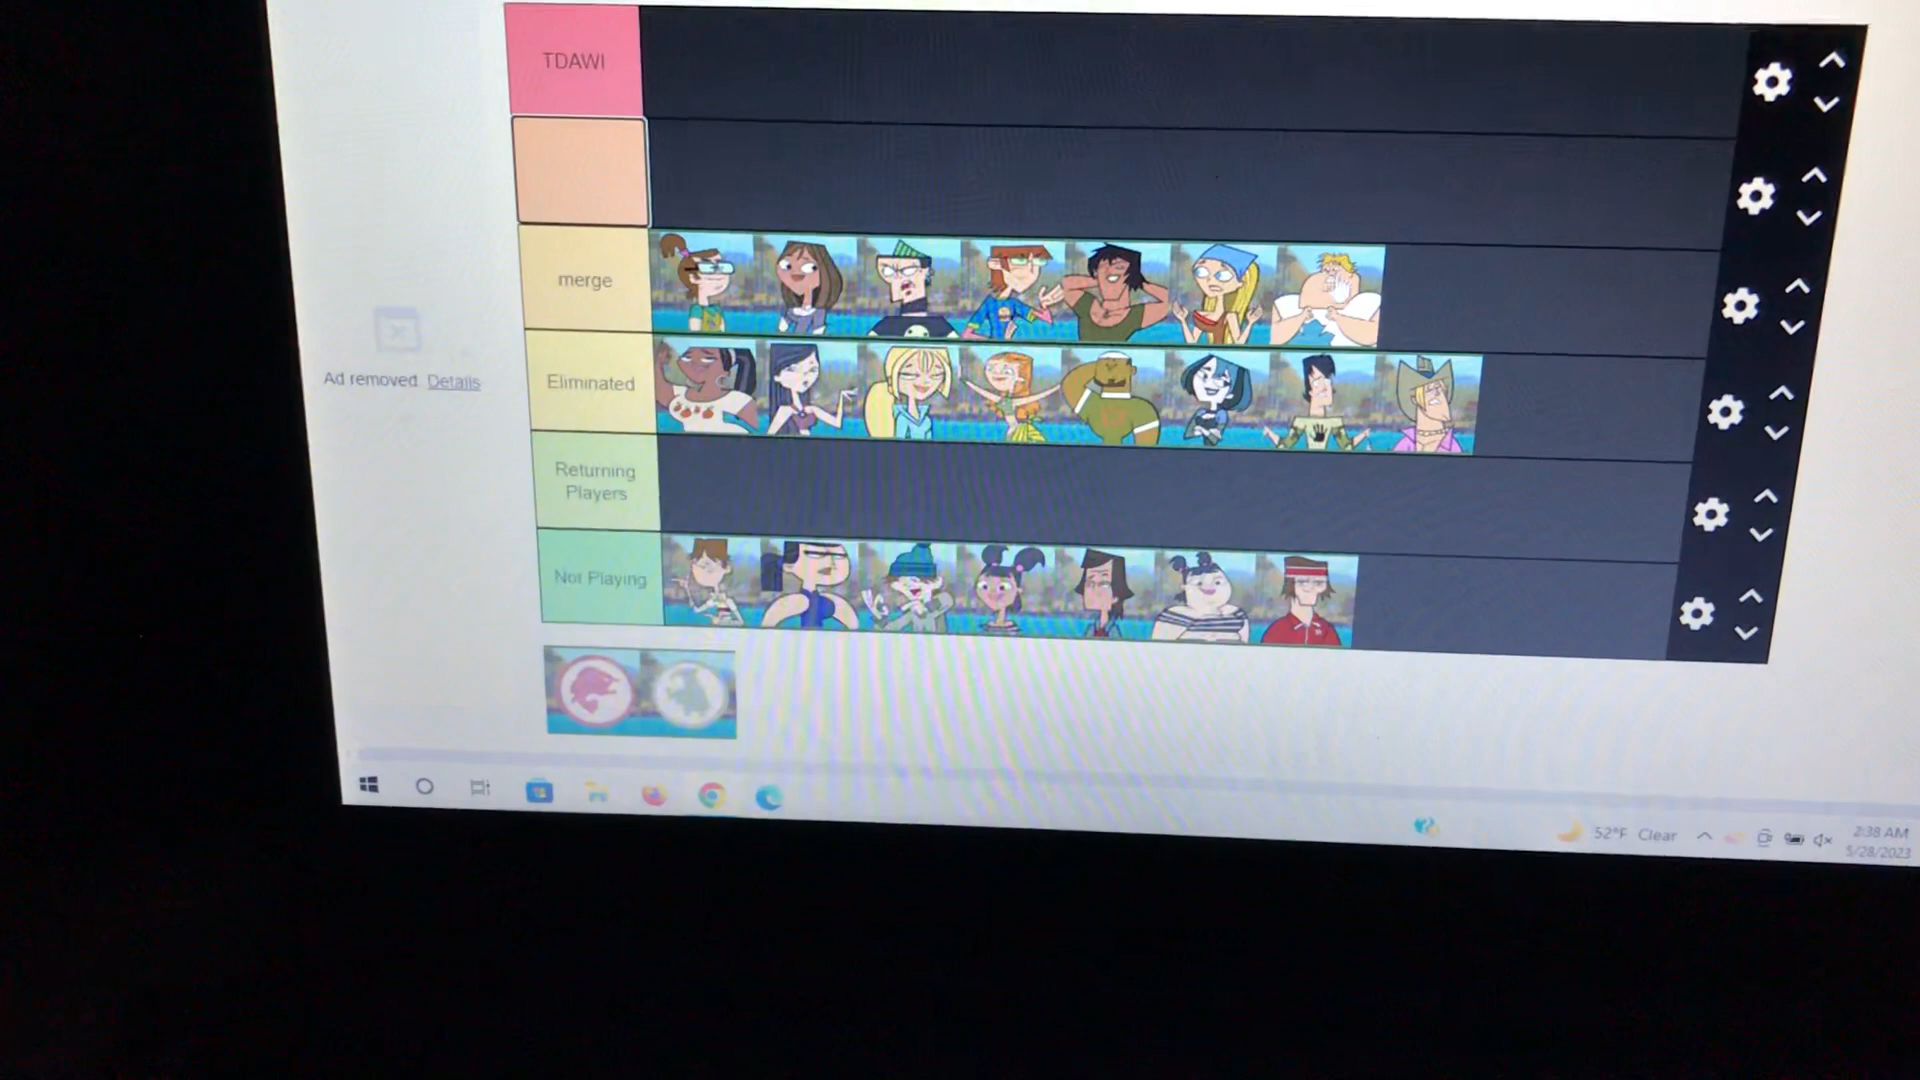 TDAWI
merge
Eliminated
Returning
Players
Not Playing
Ad removed. Details
52°F Clear
2:38 AM
5/28/2023